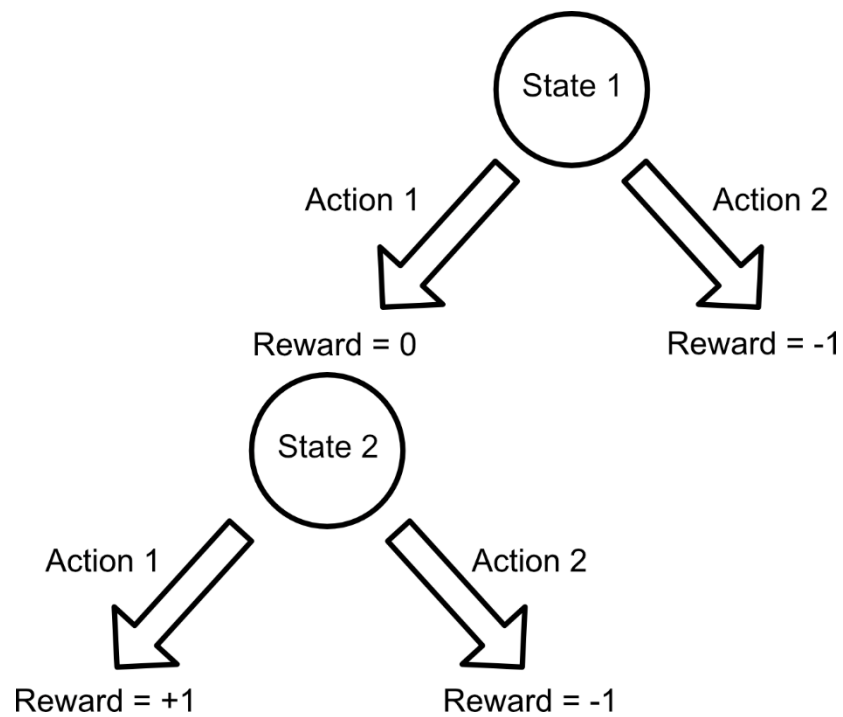 State 1
Action 1
Action 2
Reward = 0
Reward = -1
State 2
Action 1
Action 2
Reward = +1
Reward = -1